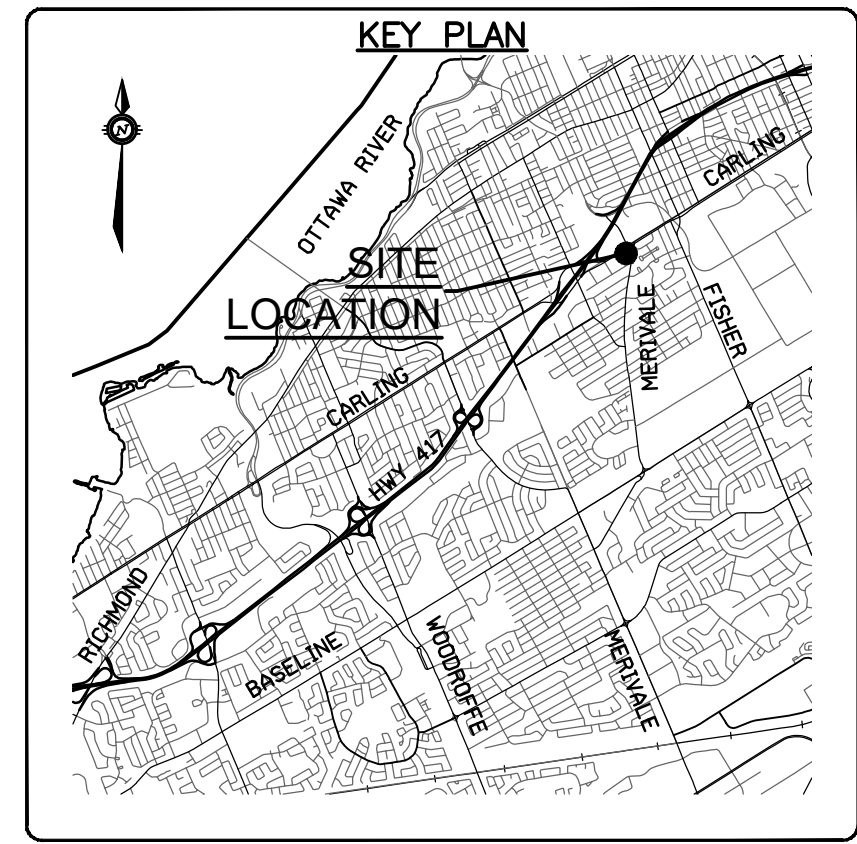 KEY PLAN
N
OTTAWA RIVER
CARLING
SITE
LOCATION
MERIVALE
FISHER
CARLING
HWY 417
RICHMOND
BASELINE
WOODROFFE
MERIVALE